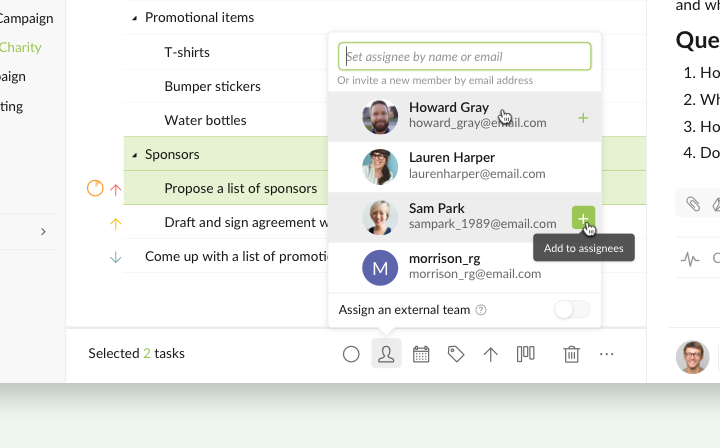 Campaign
Charity
aign
ting
Promotional items
T-shirts
Bumper stickers
Water bottles
Sponsors
Propose a list of sponsors
Draft and sign agreement w
Come up with a list of promoti
Set assignee by name or email
Or invite a new member by email address
Howard Gray
howard_gray@email.com
Lauren Harper
laurenharper@email.com
Sam Park
sampark_1989@email.com
Add to assignees
M
morrison_rg
morrison_rg@email.com
Assign an external team ?
Selected 2 tasks
and wh
Que
1. Ho
2. Wh
3. Ho
4. Do
C